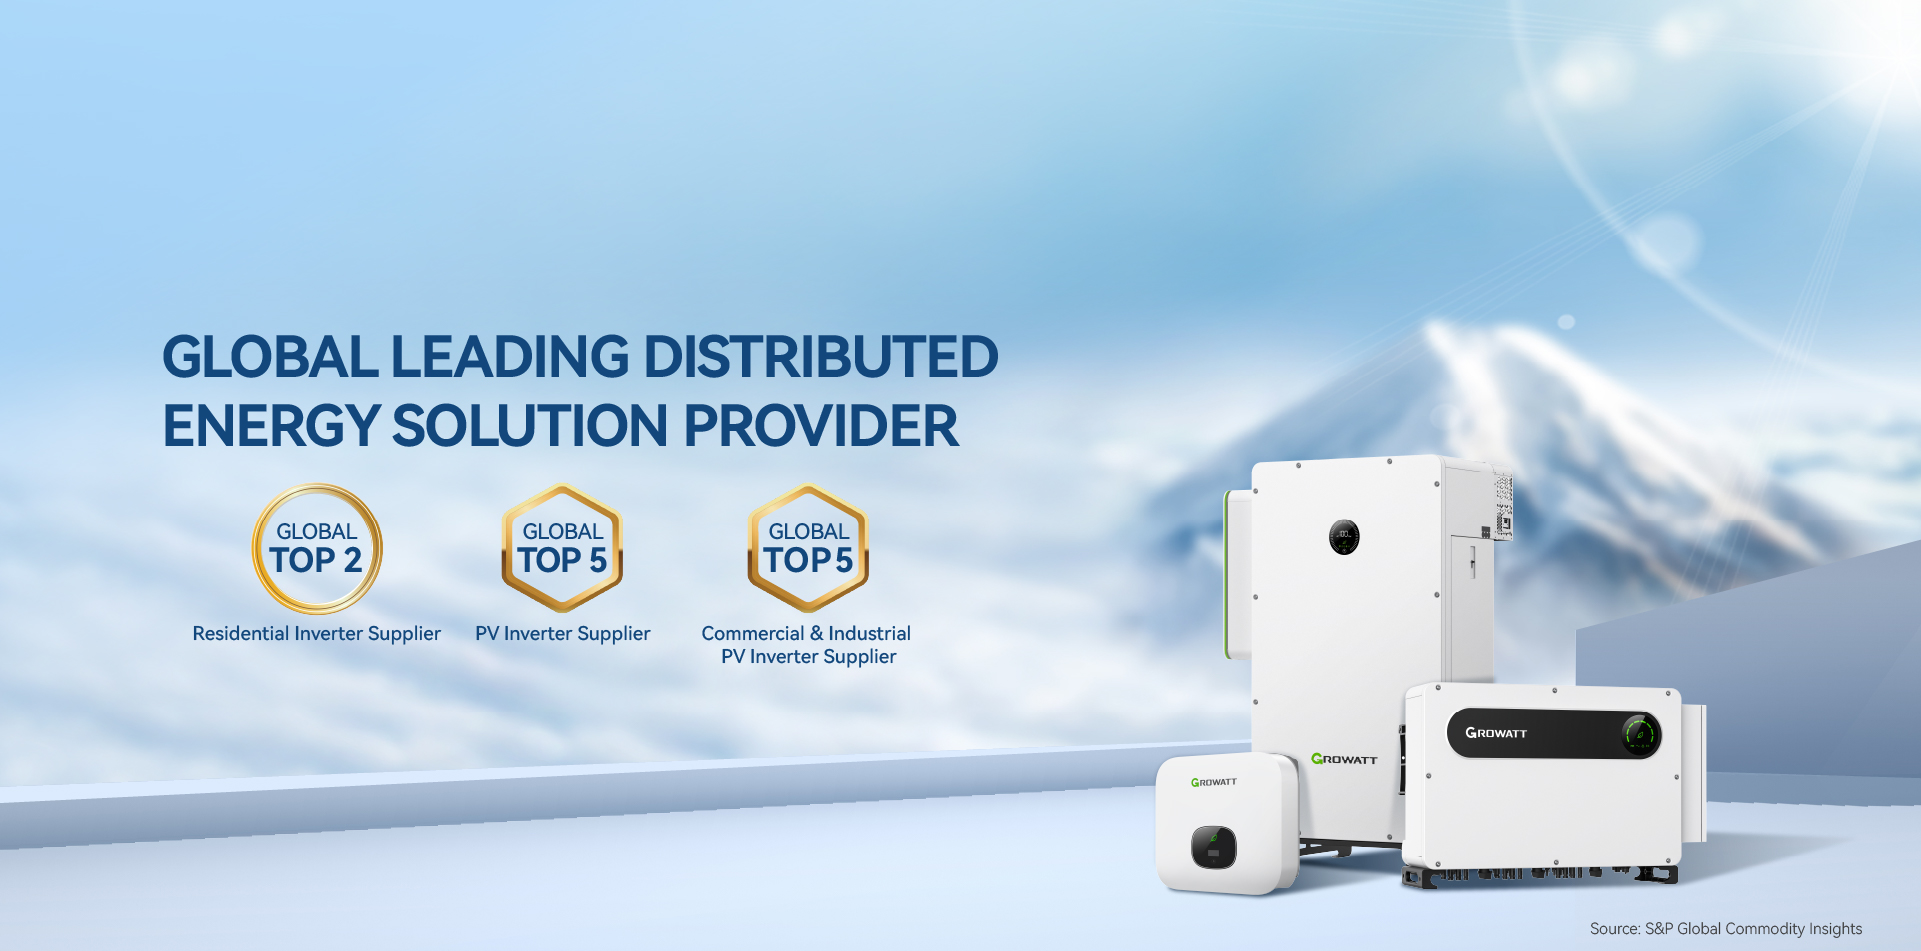 GLOBAL LEADING DISTRIBUTED
ENERGY SOLUTION PROVIDER
GLOBAL
TOP 2
Residential Inverter Supplier
GLOBAL
TOP 5
PV Inverter Supplier
GLOBAL
TOP 5
Commercial & Industrial
PV Inverter Supplier
GROWATT
GROWATT
GROWATT
Source: S&P Global Commodity Insights